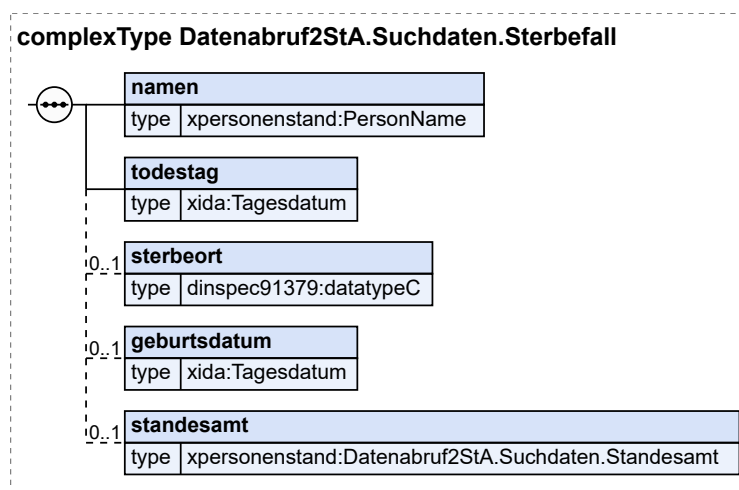 complexType Datenabruf2StA.Suchdaten.Sterbefall
namen
type xpersonenstand:PersonName
todestag
type xida:Tagesdatum
0..1 sterbeort
type dinspec91379:datatypeC
0..1 geburtsdatum
type xida:Tagesdatum
0..1 standesamt
type xpersonenstand:Datenabruf2StA.Suchdaten.Standesamt